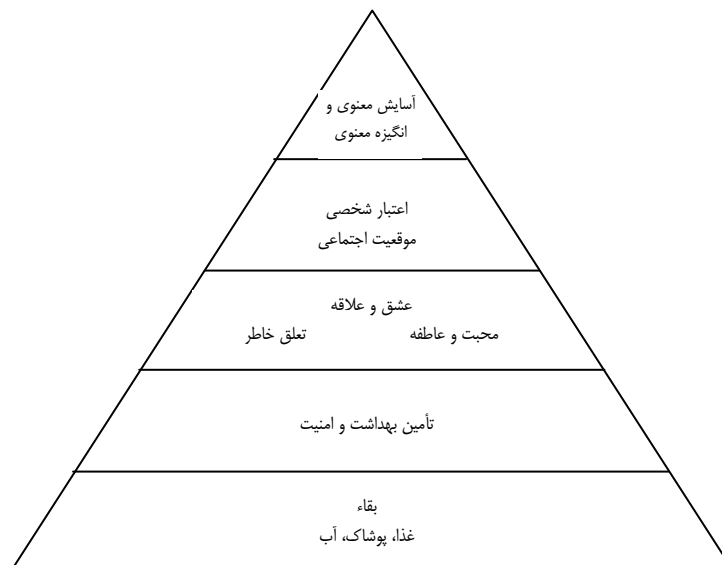 آسایش معنوی و
انگیزه معنوی
اعتبار شخصی
موقعیت اجتماعی
عشق و علاقه
محبت و عاطفه تعلق خاطر
تأمین بهداشت و امنیت
بقاء
غذا، پوشاک، آب